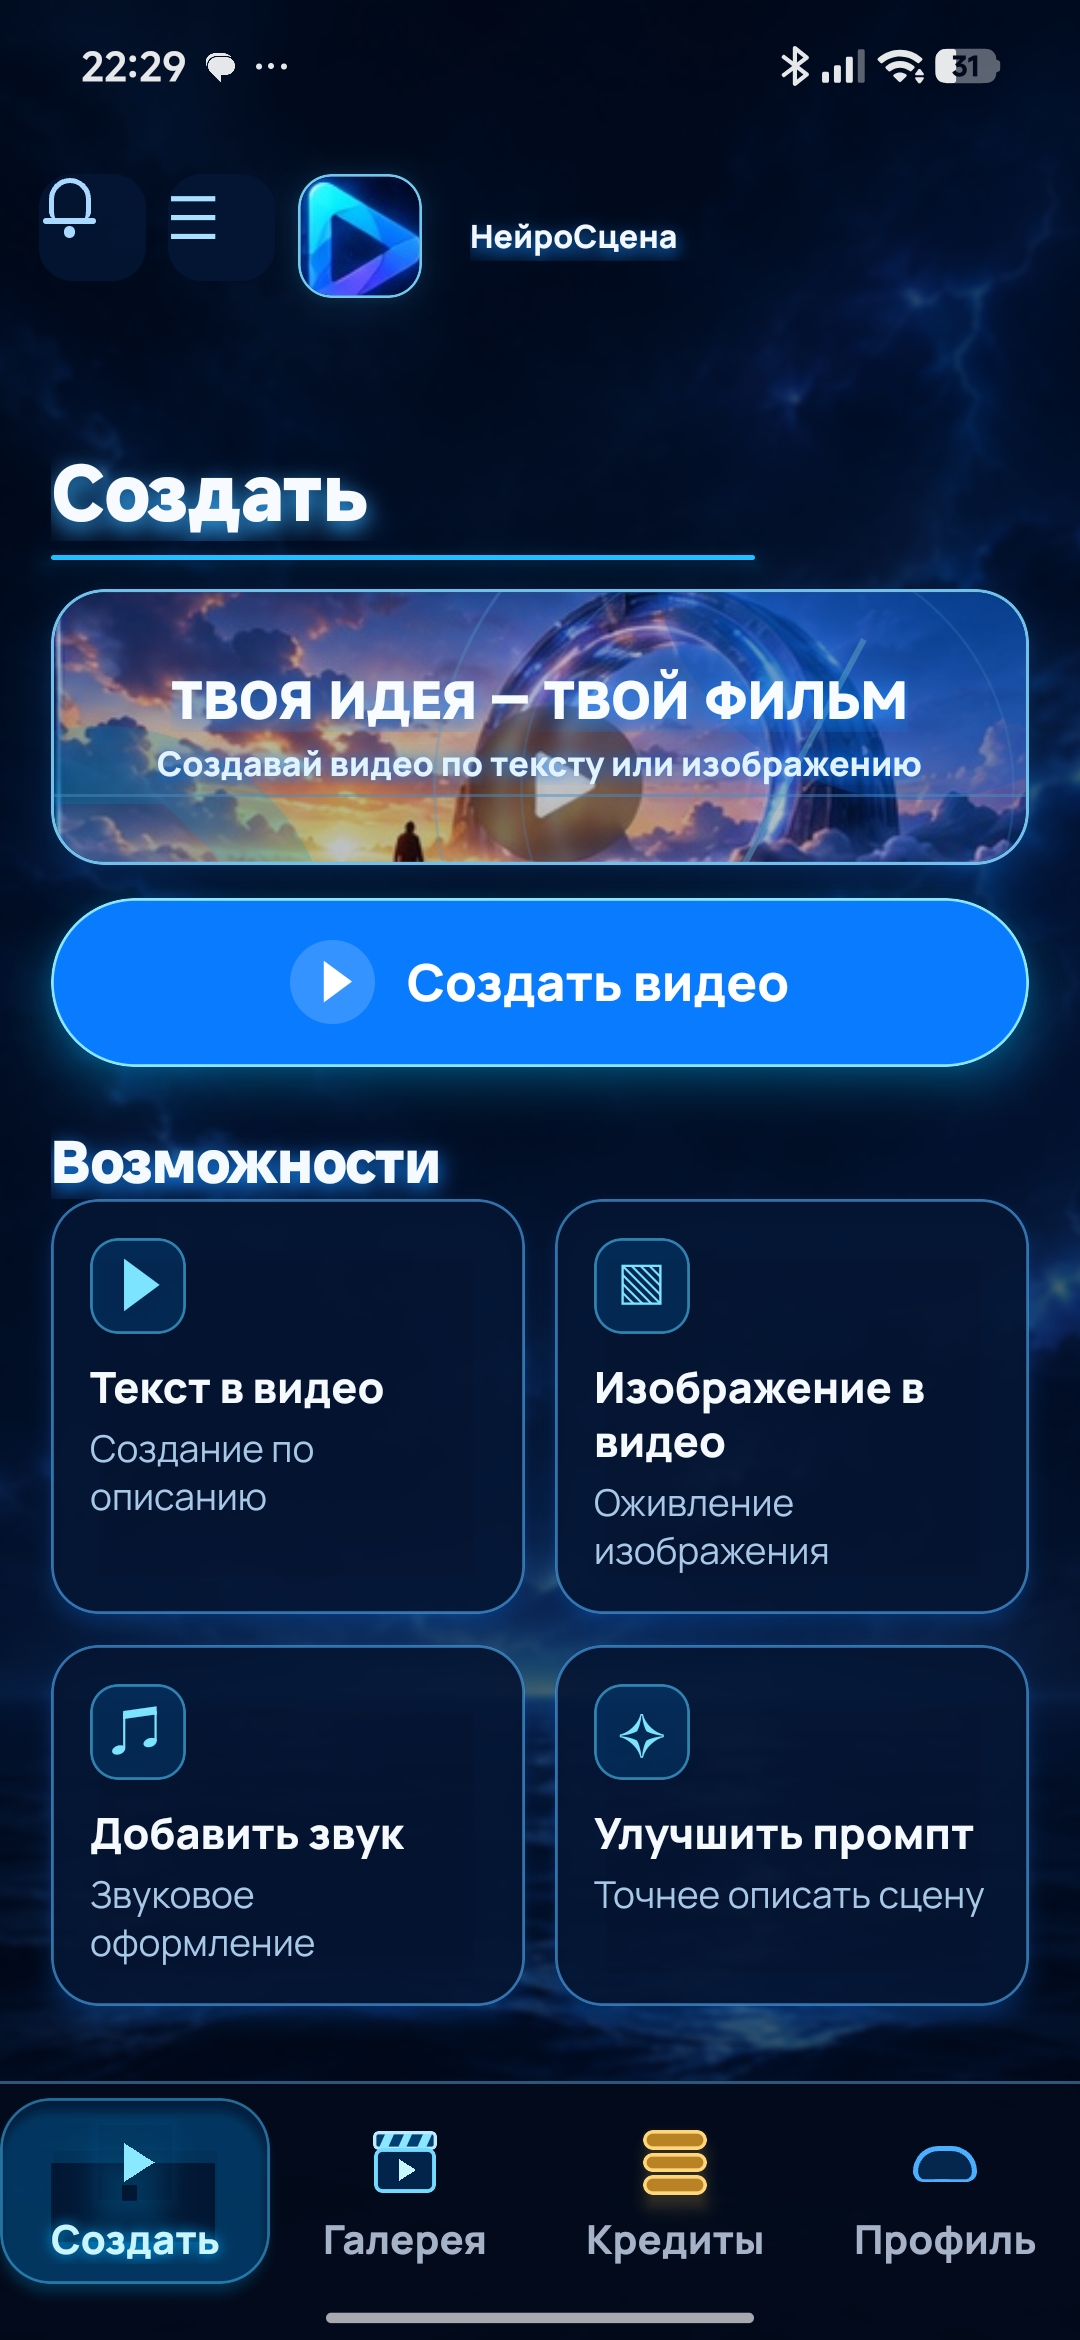 22:29
31
НейроСцена
Создать
ТВОЯ ИДЕЯ — ТВОЙ ФИЛЬМ
Создавай видео по тексту или изображению
Создать видео
Возможности
Текст в видео
Создание по
описанию
Изображение в
видео
Оживление
изображения
Добавить звук
Звуковое
оформление
Улучшить промпт
Точнее описать сцену
Создать
Галерея
Кредиты
Профиль